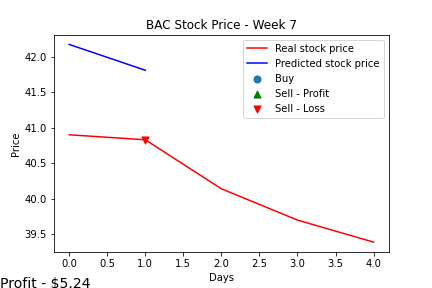 BAC Stock Price - Week 7
Real stock price
Predicted stock price
Buy
Sell - Profit
Sell - Loss
Price
42.0
41.5
41.0
40.5
40.0
39.5
0.0 0.5 1.0 1.5 2.0 2.5 3.0 3.5 4.0
Days
Profit - $5.24